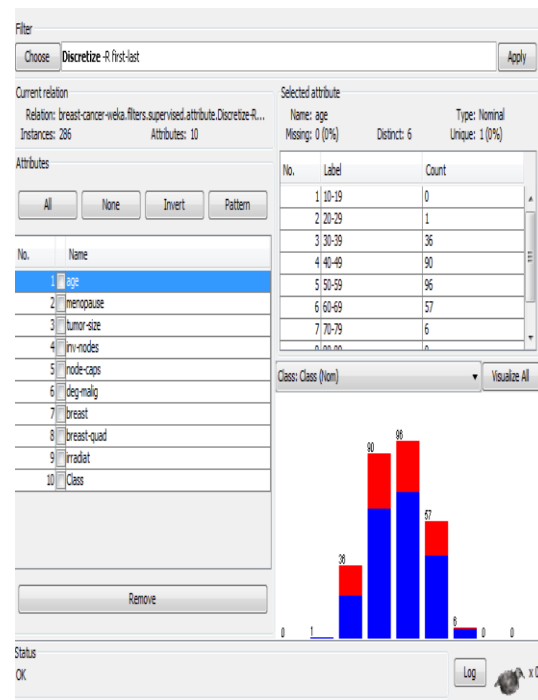 Filter
Choose Discretize -R first-last Apply
Current relation
Relation: breast-cancer-weka.filters.supervised.attribute.Discretize-R...
Instances: 286 Attributes: 10
Attributes
All None Invert Pattern
No. Name
1 age
2 menopause
3 tumor-size
4 inv-nodes
5 node-caps
6 deg-malig
7 breast
8 breast-quad
9 irradiat
10 Class
Remove
Selected attribute
Name: age Type: Nominal
Missing: 0 (0%) Distinct: 6 Unique: 1 (0%)
No. Label Count
1 10-19 0
2 20-29 1
3 30-39 36
4 40-49 90
5 50-59 96
6 60-69 57
7 70-79 6
Class: Class (Nom) Visualize All
0 1 36 90 96 57 6 0 0
Status
OK Log x 0